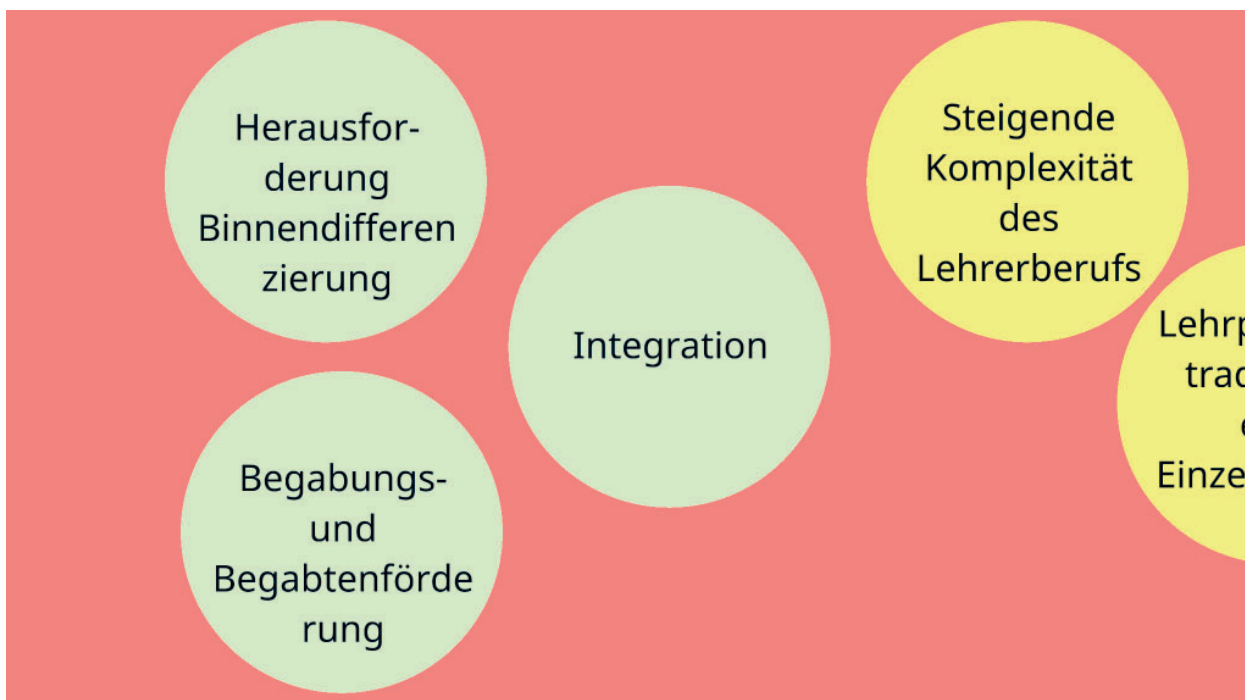 Herausfor-
derung
Binnendifferen
zierung
Begabungs-
und
Begabtenförde
rung
Integration
Steigende
Komplexität
des
Lehrerberufs